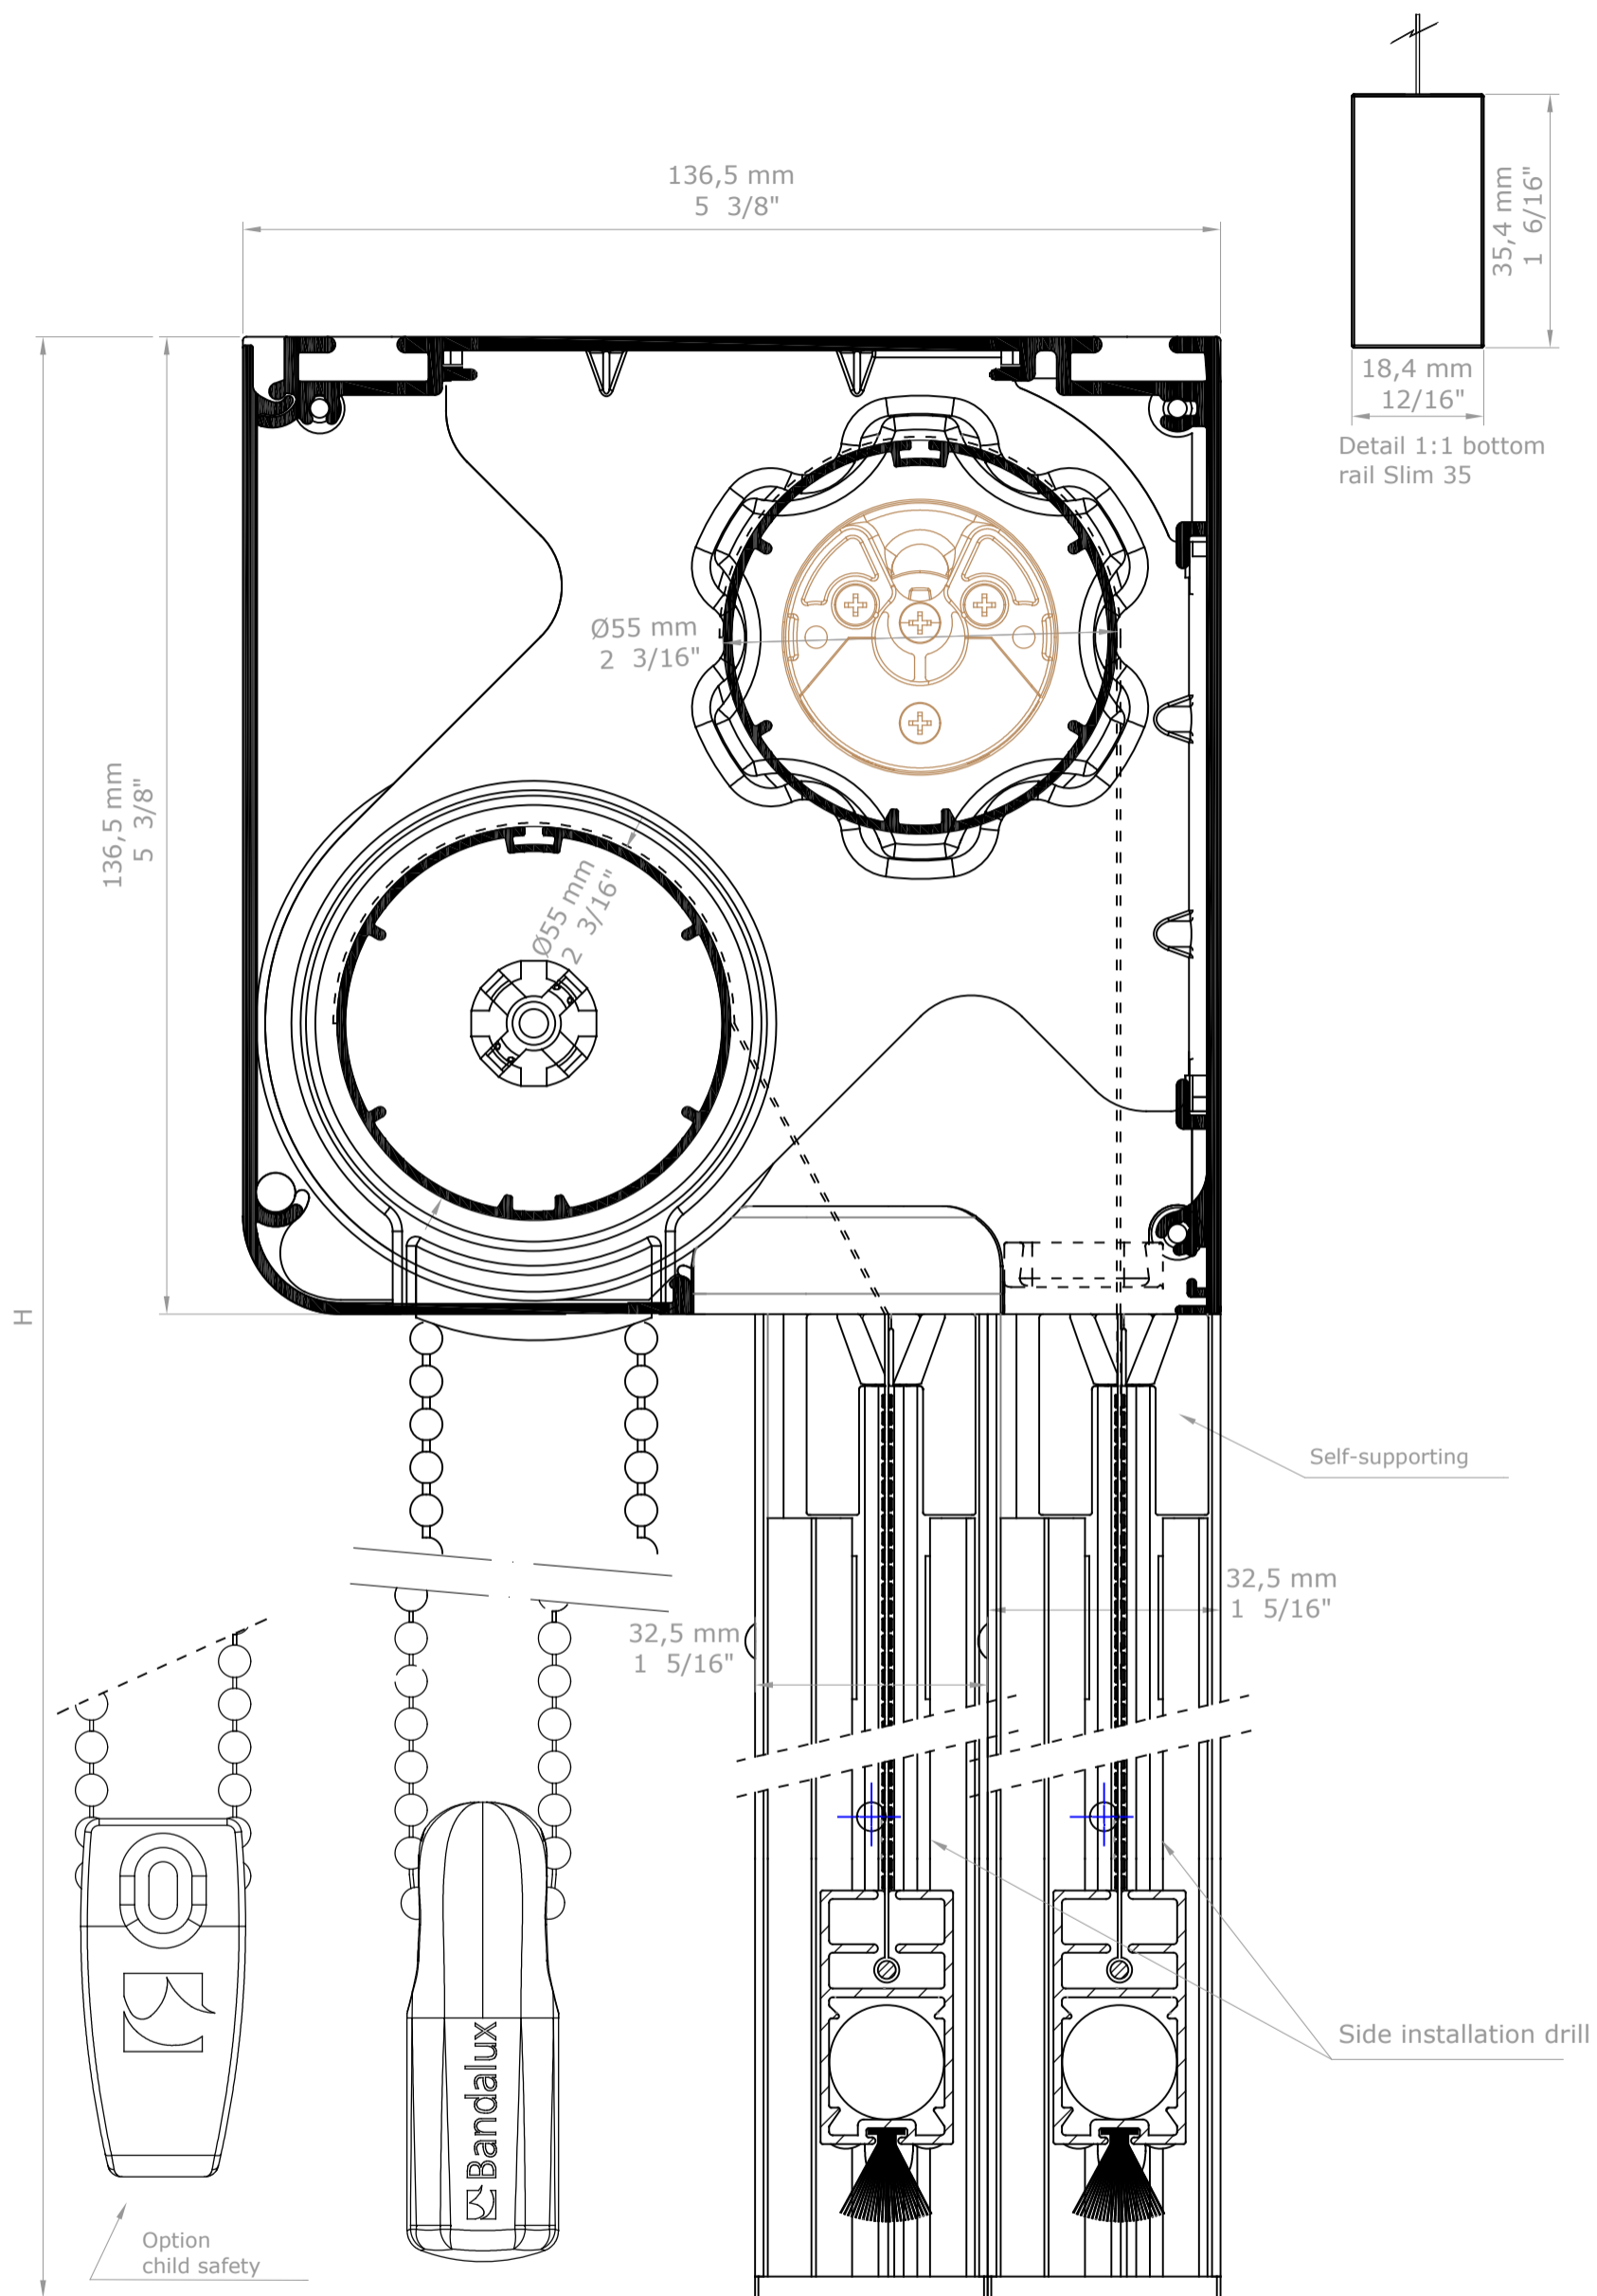 136,5 mm
5 3/8"
35,4 mm
1 6/16"
18,4 mm
12/16"
Detail 1:1 bottom
rail Slim 35
Ø55 mm
2 3/16"
136,5 mm
5 3/8"
Ø55 mm
2 3/16"
H
Self-supporting
32,5 mm
1 5/16"
32,5 mm
1 5/16"
Side installation drill
Bandalux
Option
child safety